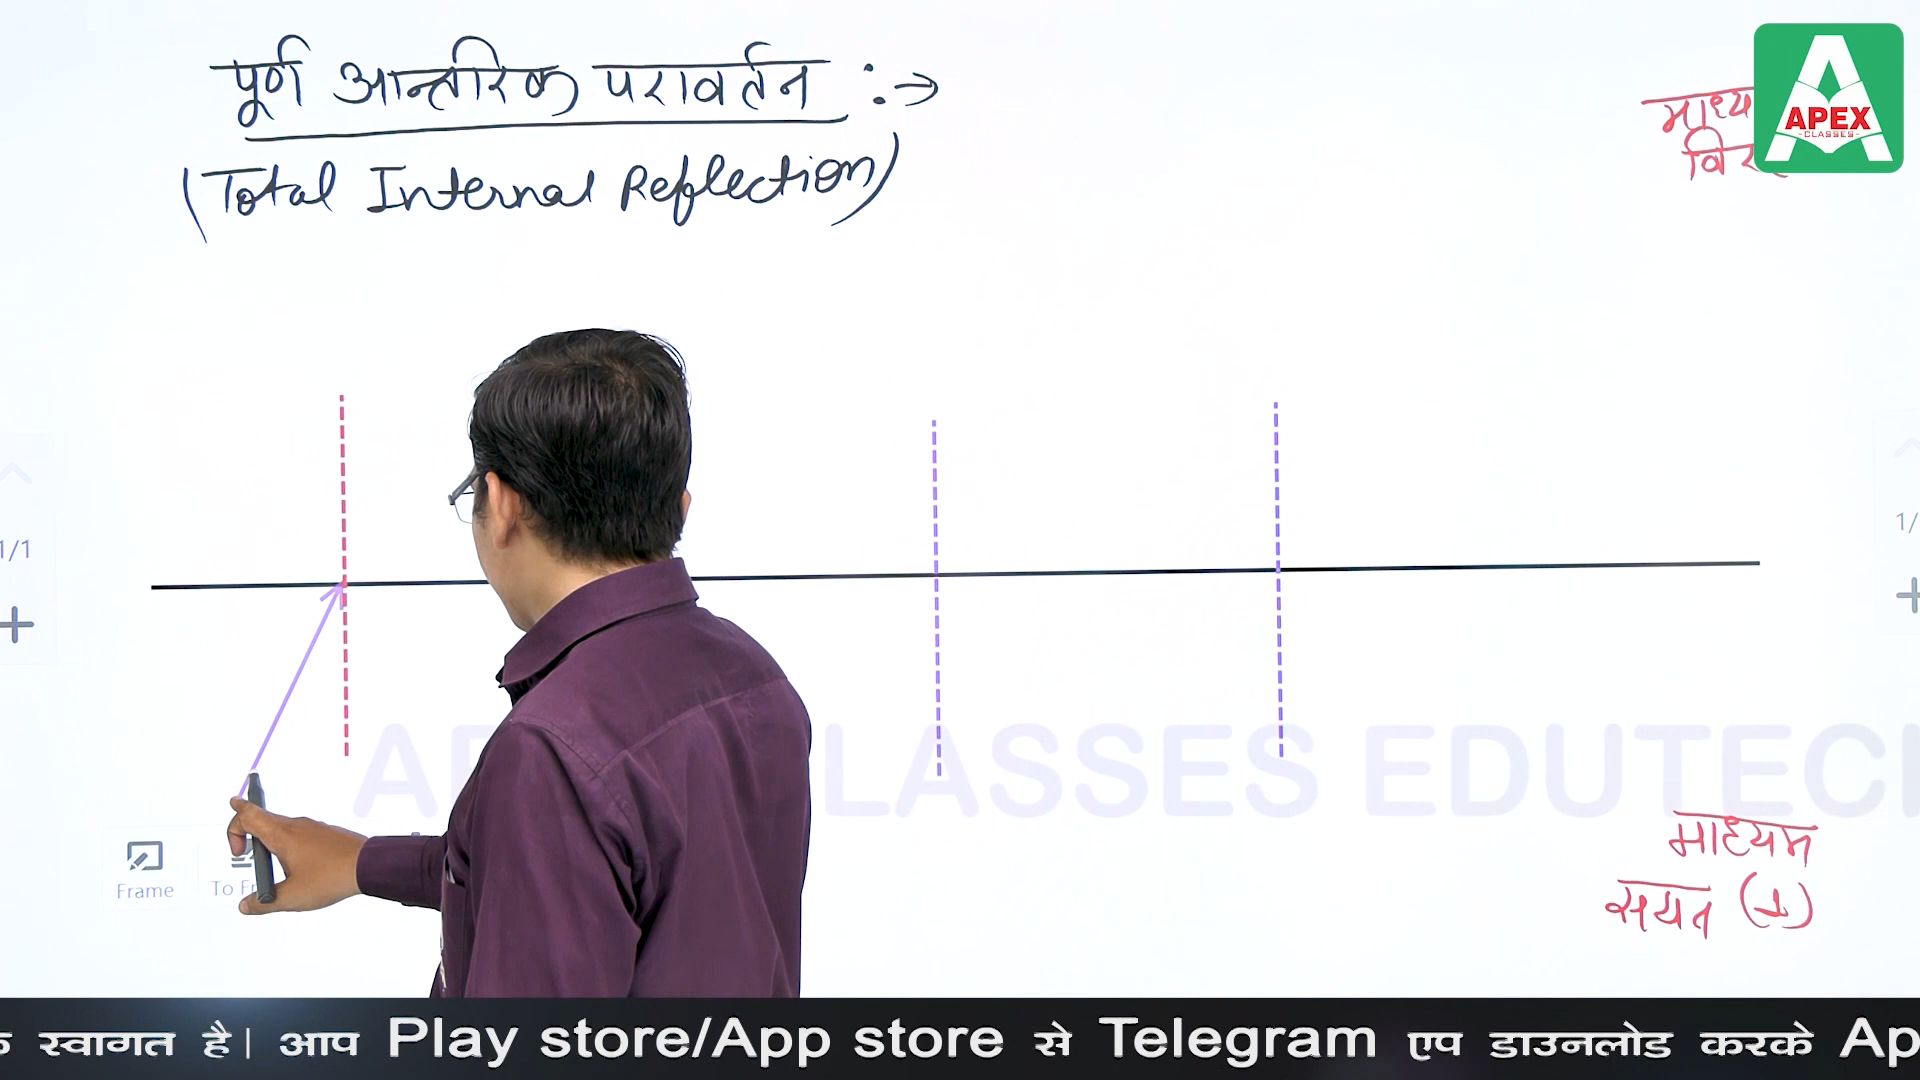 पूर्ण आन्तरिक परावर्तन :→
(Total Internal Reflection)
APEX
-CLASSES-
1/1
1/
LASSES EDUTEC
Frame
माध्यम
सघन (1)
स्वागत है| आप Play store/App store से Telegram एप डाउनलोड करके Ap